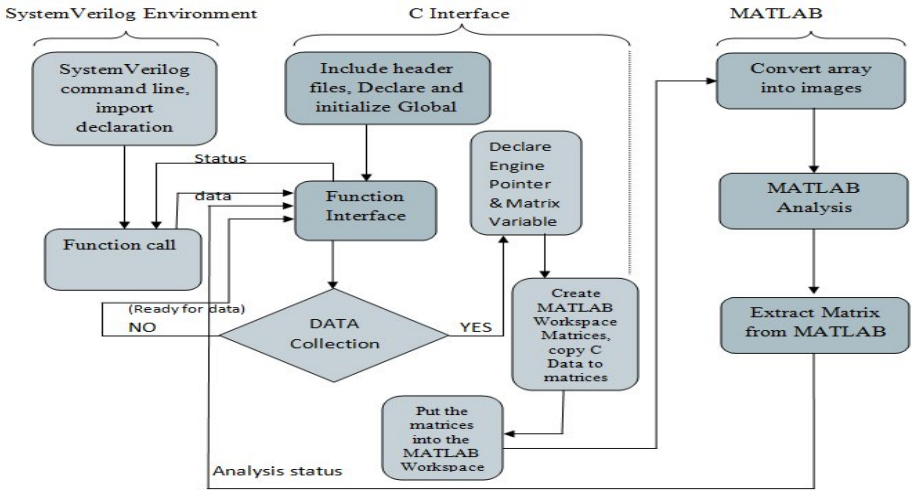 SystemVerilog Environment
C Interface
MATLAB
SystemVerilog
command line,
import
declaration
Include header
files, Declare and
initialize Global
Convert array
into images
Declare
Engine
Pointer
& Matrix
Variable
Status
data
Function
Interface
MATLAB
Analysis
Function call
(Ready for data)
NO
DATA
Collection
YES
Create
MATLAB
Workspace
Matrices,
copy C
Data to
matrices
Extract Matrix
from MATLAB
Put the
matrices
into the
MATLAB
Workspace
Analysis status